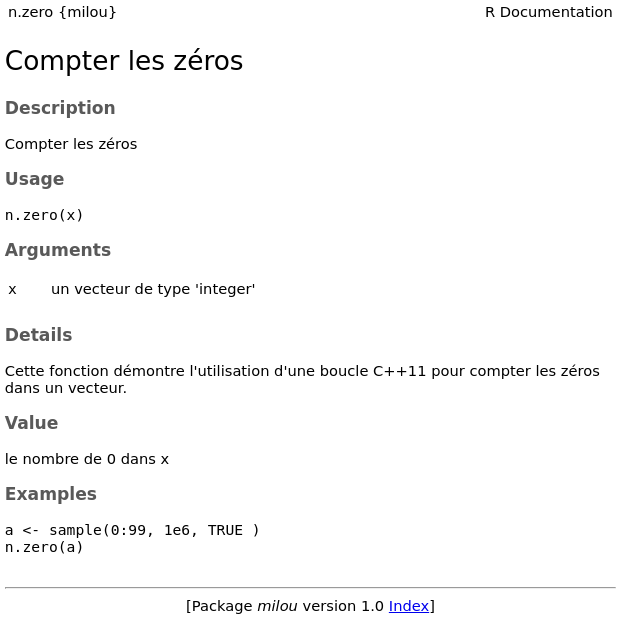 n.zero {milou} R Documentation
Compter les zéros
Description
Compter les zéros
Usage
n.zero(x)
Arguments
x un vecteur de type 'integer'
Details
Cette fonction démontre l'utilisation d'une boucle C++11 pour compter les zéros
dans un vecteur.
Value
le nombre de 0 dans x
Examples
a <- sample(0:99, 1e6, TRUE )
n.zero(a)
[Package milou version 1.0 Index]